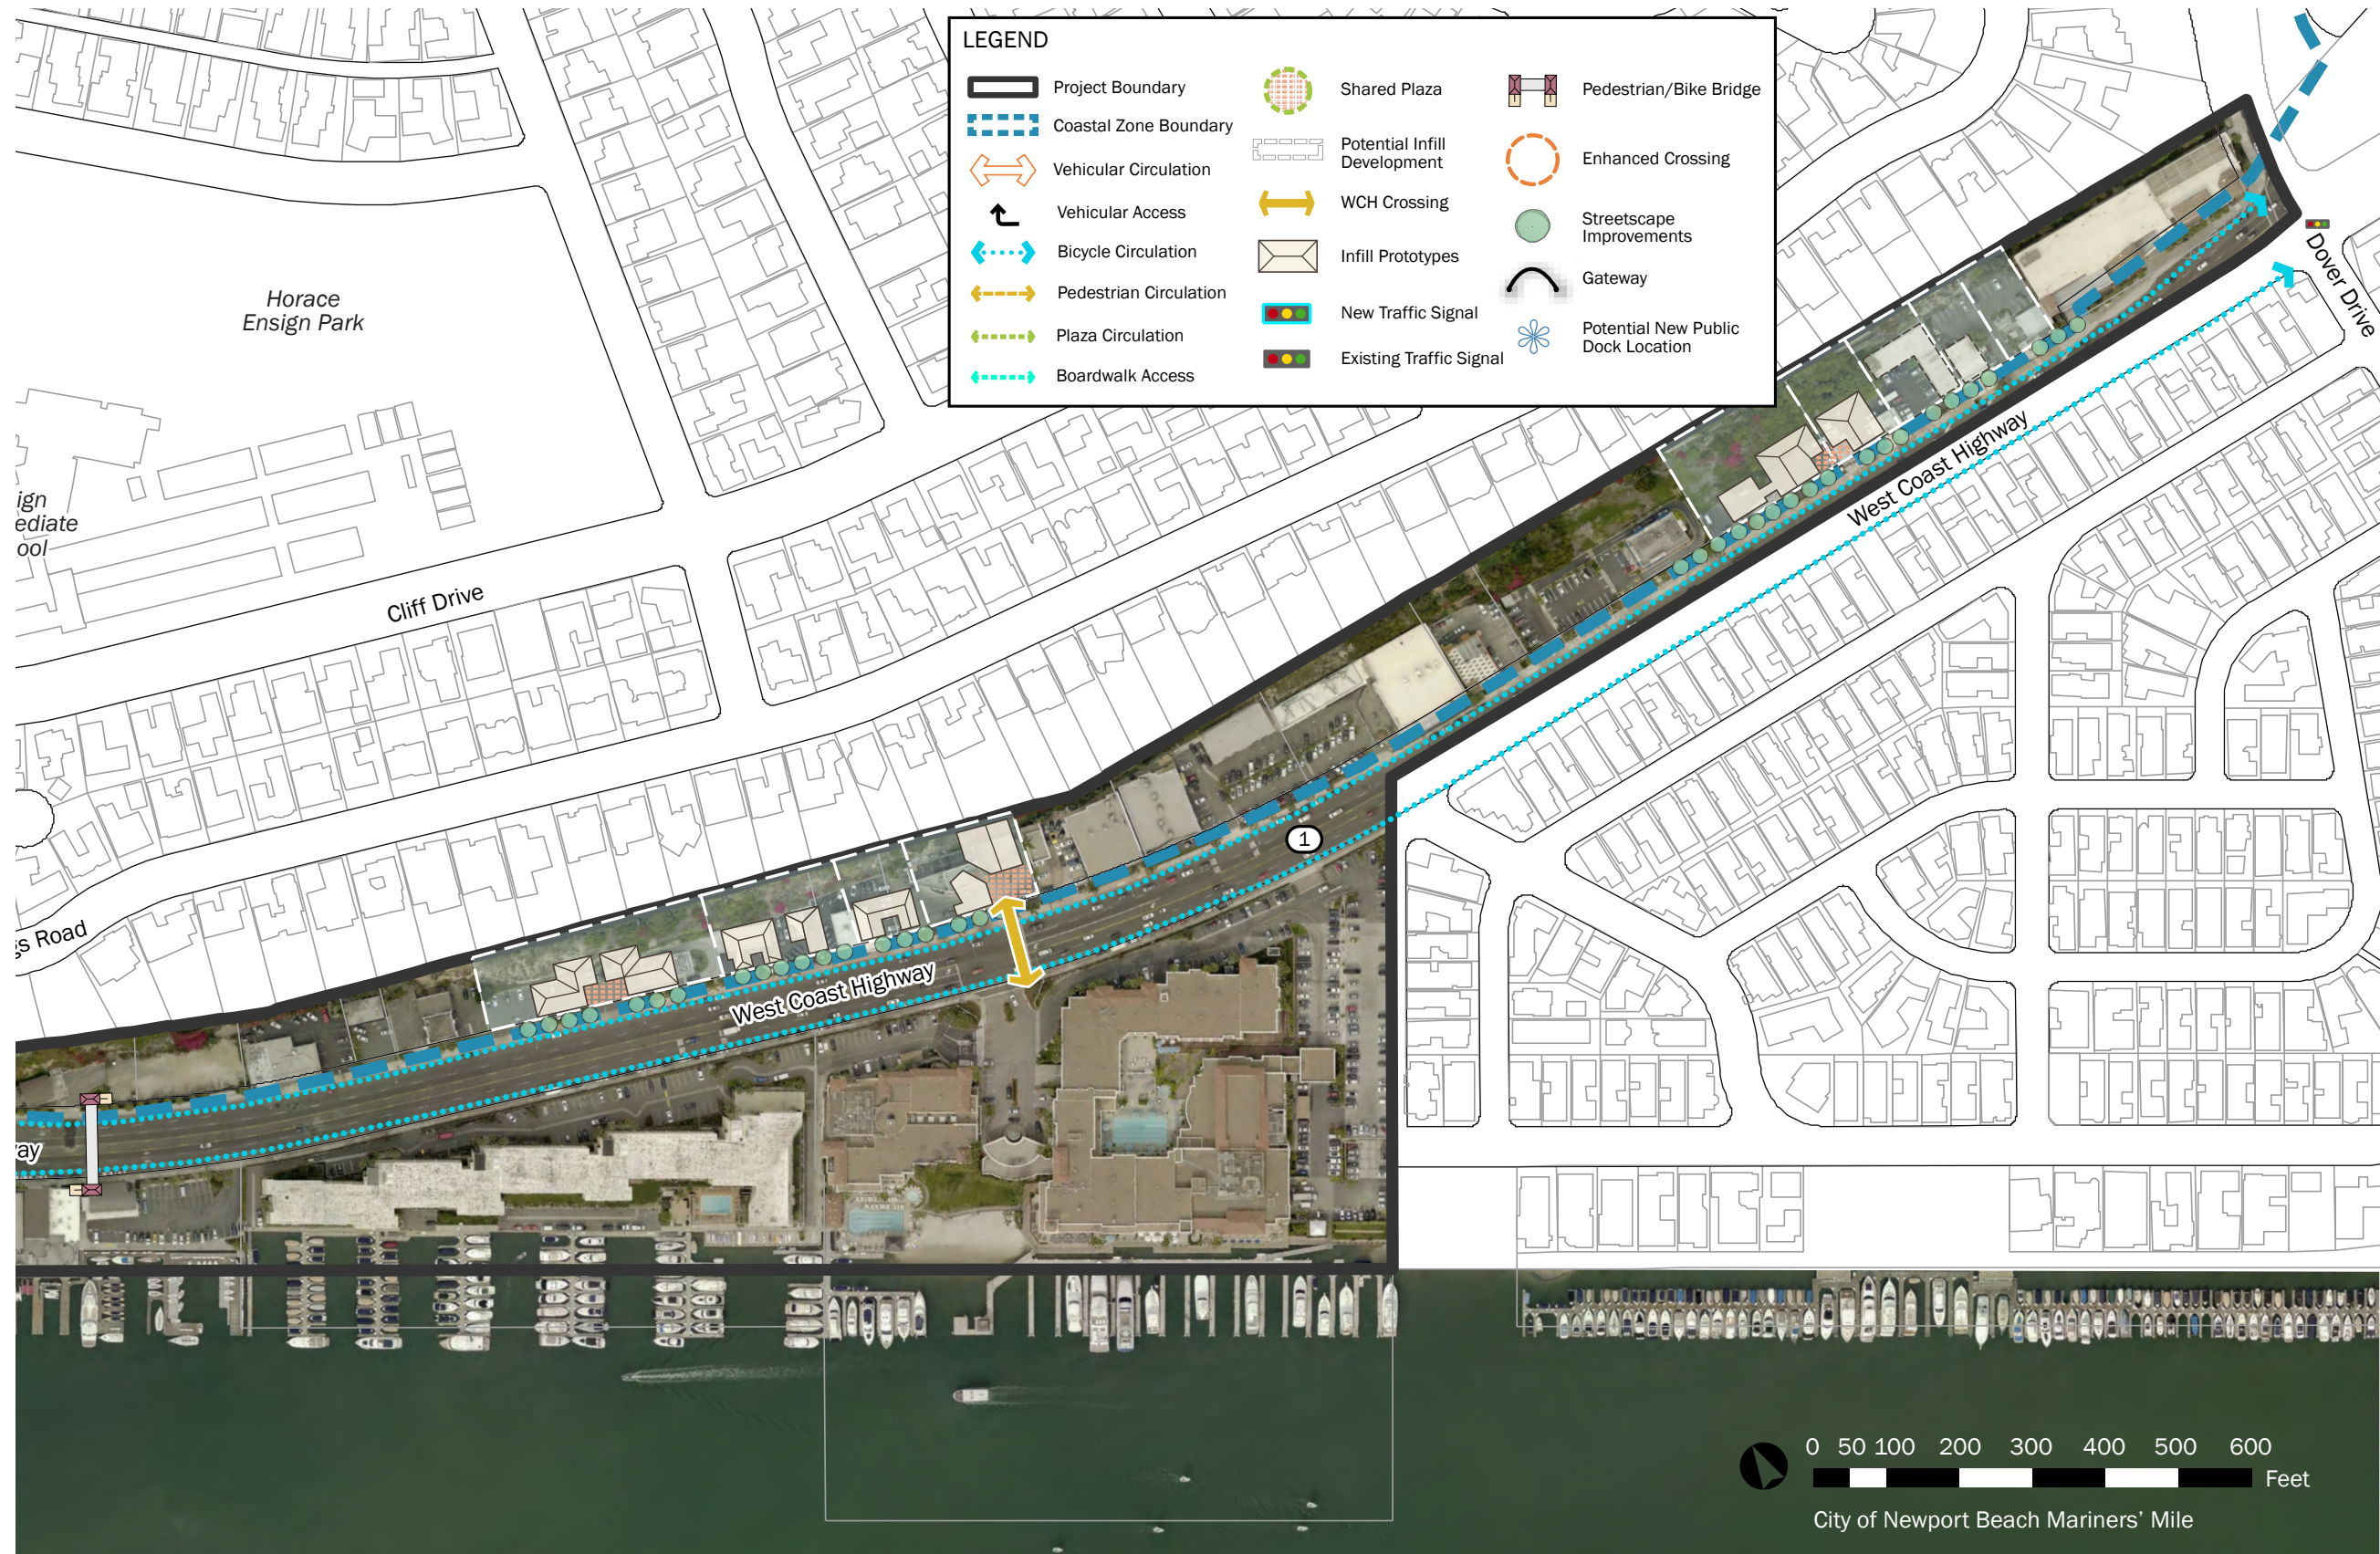 LEGEND
Project Boundary
Coastal Zone Boundary
Vehicular Circulation
Vehicular Access
Bicycle Circulation
Pedestrian Circulation
Plaza Circulation
Boardwalk Access
Shared Plaza
Potential Infill
Development
WCH Crossing
Infill Prototypes
New Traffic Signal
Existing Traffic Signal
Pedestrian/Bike Bridge
Enhanced Crossing
Streetscape
Improvements
Gateway
Potential New Public
Dock Location
Horace
Ensign Park
ign
ediate
ool
Cliff Drive
gs Road
Dover Drive
West Coast Highway
1
West Coast Highway
ay
0 50 100 200 300 400 500 600
Feet
City of Newport Beach Mariners' Mile